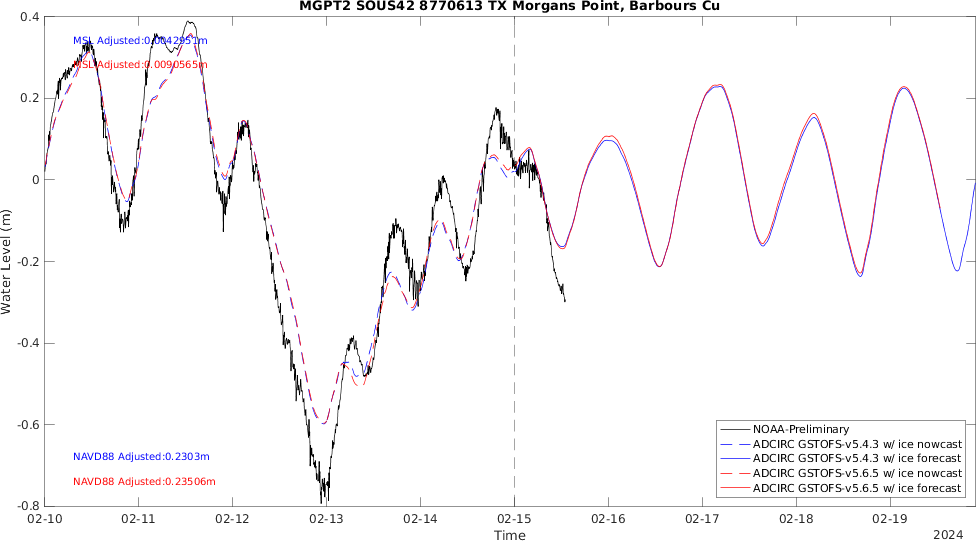 MGPT2 SOUS42 8770613 TX Morgans Point, Barbours Cu
0.4
0.2
0
-0.2
-0.4
-0.6
-0.8
Water Level (m)
MSL Adjusted:0.0042951m
MSL Adjusted:0.0090565m
NAVD88 Adjusted:0.2303m
NAVD88 Adjusted:0.23506m
NOAA-Preliminary
ADCIRC GSTOFS-v5.4.3 w/ ice nowcast
ADCIRC GSTOFS-v5.4.3 w/ ice forecast
ADCIRC GSTOFS-v5.6.5 w/ ice nowcast
ADCIRC GSTOFS-v5.6.5 w/ ice forecast
02-10 02-11 02-12 02-13 02-14 02-15 02-16 02-17 02-18 02-19
Time
2024